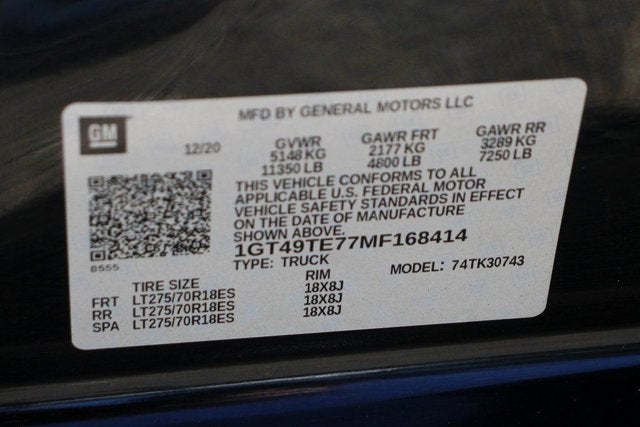 MFD BY GENERAL MOTORS LLC
GM
12/20
GVWR GAWR FRT GAWR RR
5148 KG 2177 KG 3289 KG
11350 LB 4800 LB 7250 LB
THIS VEHICLE CONFORMS TO ALL
APPLICABLE U.S. FEDERAL MOTOR
VEHICLE SAFETY STANDARDS IN EFFECT
ON THE DATE OF MANUFACTURE
SHOWN ABOVE.
8555
1GT49TE77MF168414
TYPE: TRUCK MODEL: 74TK30743
TIRE SIZE RIM
FRT LT275/70R18ES 18X8J
RR LT275/70R18ES 18X8J
SPA LT275/70R18ES 18X8J